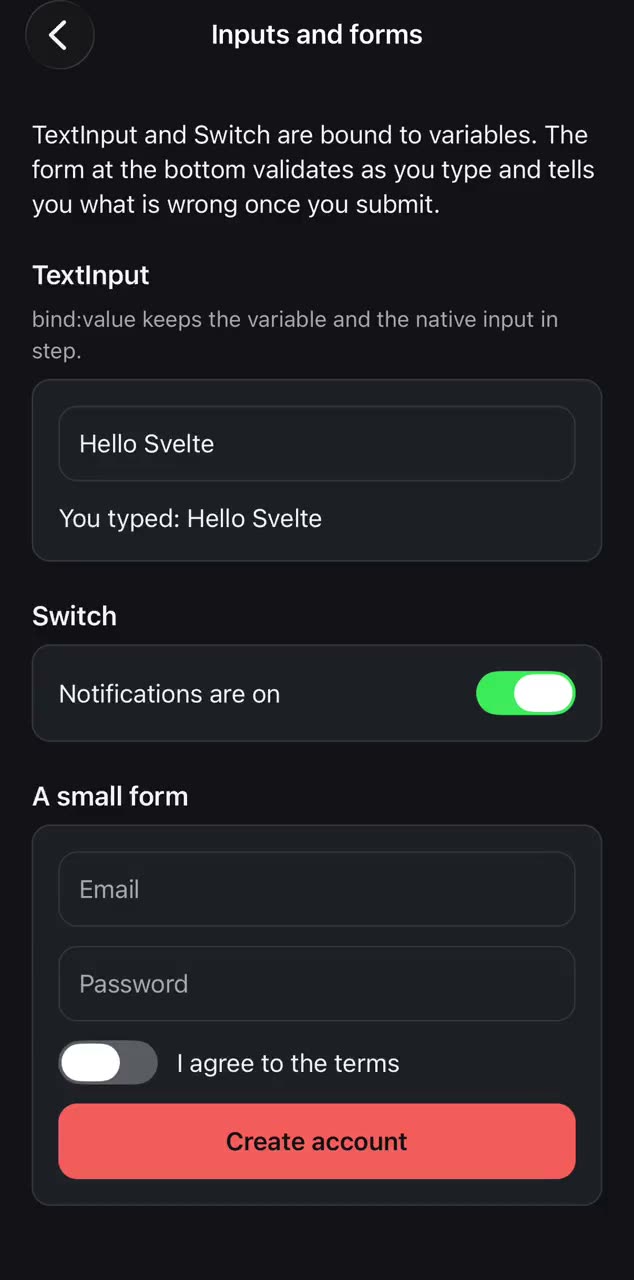 Inputs and forms
TextInput and Switch are bound to variables. The
form at the bottom validates as you type and tells
you what is wrong once you submit.
TextInput
bind:value keeps the variable and the native input in
step.
Hello Svelte
You typed: Hello Svelte
Switch
Notifications are on
A small form
Email
Password
I agree to the terms
Create account